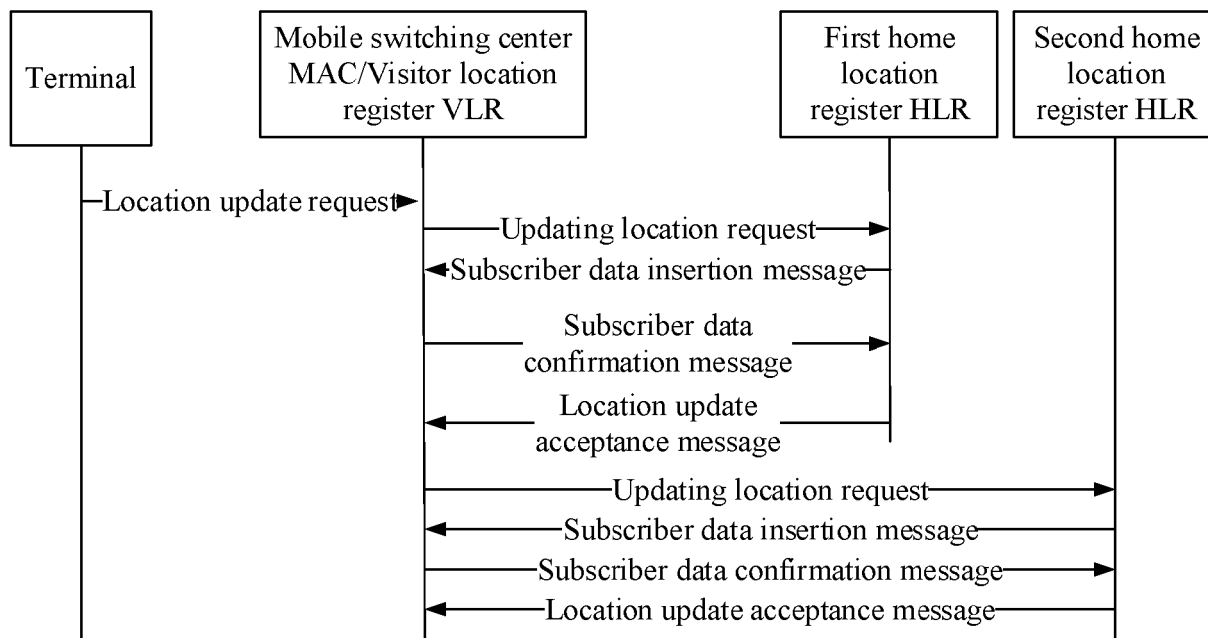 Terminal
Mobile switching center
MAC/Visitor location
register VLR
First home
location
register HLR
Second home
location
register HLR
Location update request
Updating location request
Subscriber data insertion message
Subscriber data
confirmation message
Location update
acceptance message
Updating location request
Subscriber data insertion message
Subscriber data confirmation message
Location update acceptance message